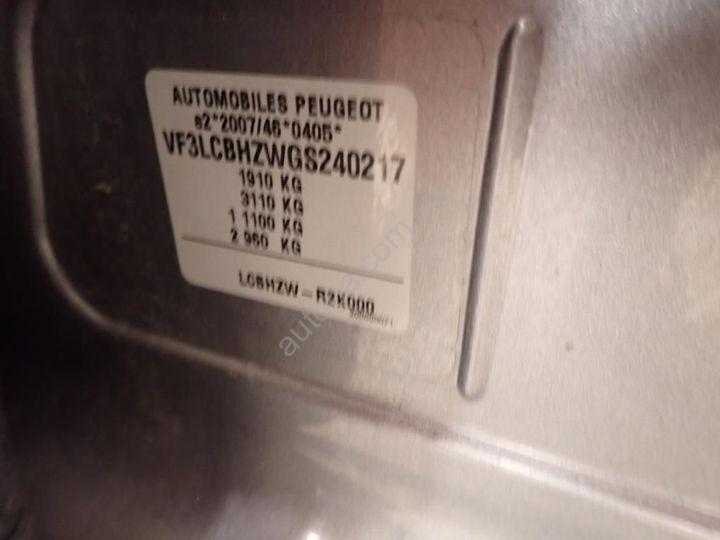 AUTOMOBILES PEUGEOT
e2*2007/46*0405*
VF3LCBHZWGS240217
1910 KG
3110 KG
1 1100 KG
2 960 KG
LCBHZW – R2K000